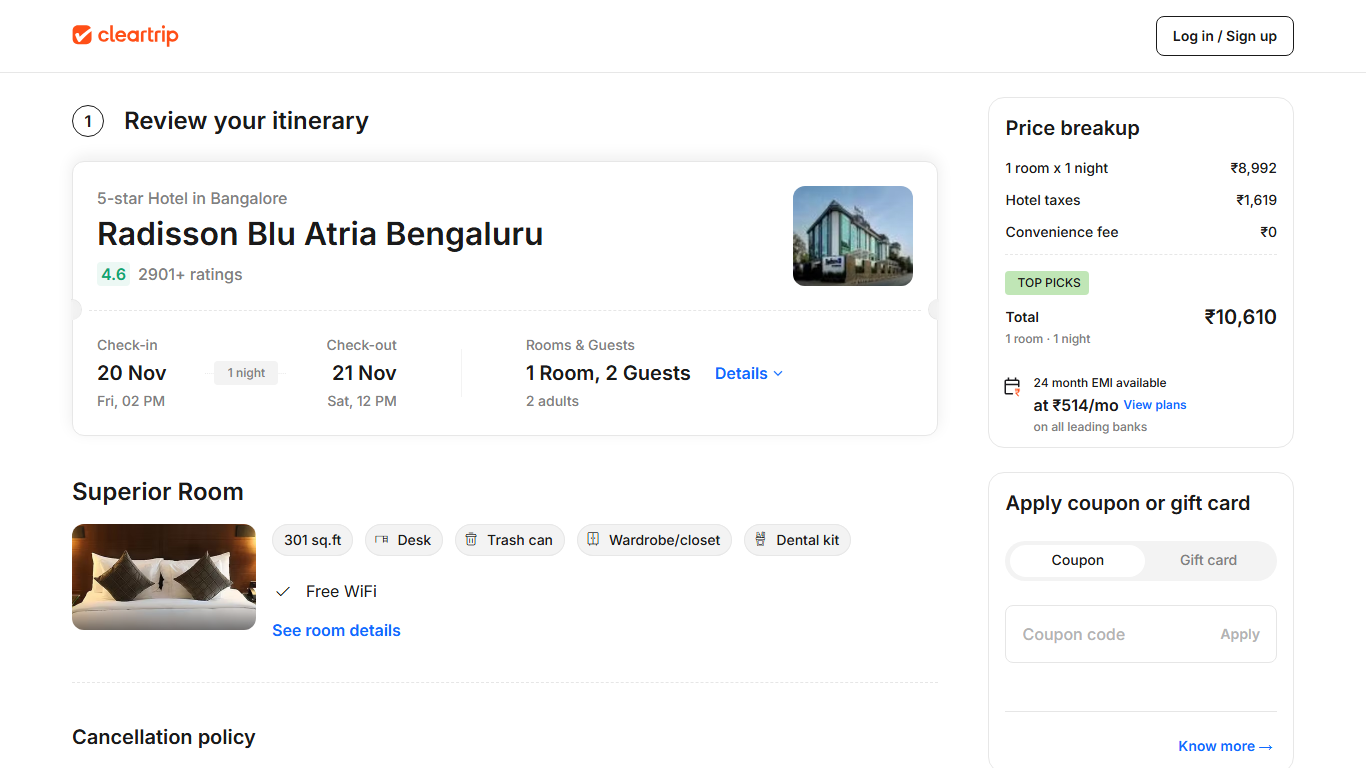 cleartrip
Log in / Sign up
1
Review your itinerary
5-star Hotel in Bangalore
Radisson Blu Atria Bengaluru
4.6 2901+ ratings
Check-in
20 Nov
Fri, 02 PM
1 night
Check-out
21 Nov
Sat, 12 PM
Rooms & Guests
1 Room, 2 Guests
Details
2 adults
Superior Room
301 sq.ft
Desk
Trash can
Wardrobe/closet
Dental kit
Free WiFi
See room details
Cancellation policy
Price breakup
1 room x 1 night ₹8,992
Hotel taxes ₹1,619
Convenience fee ₹0
TOP PICKS
Total ₹10,610
1 room · 1 night
24 month EMI available
at ₹514/mo View plans
on all leading banks
Apply coupon or gift card
Coupon Gift card
Coupon code Apply
Know more →